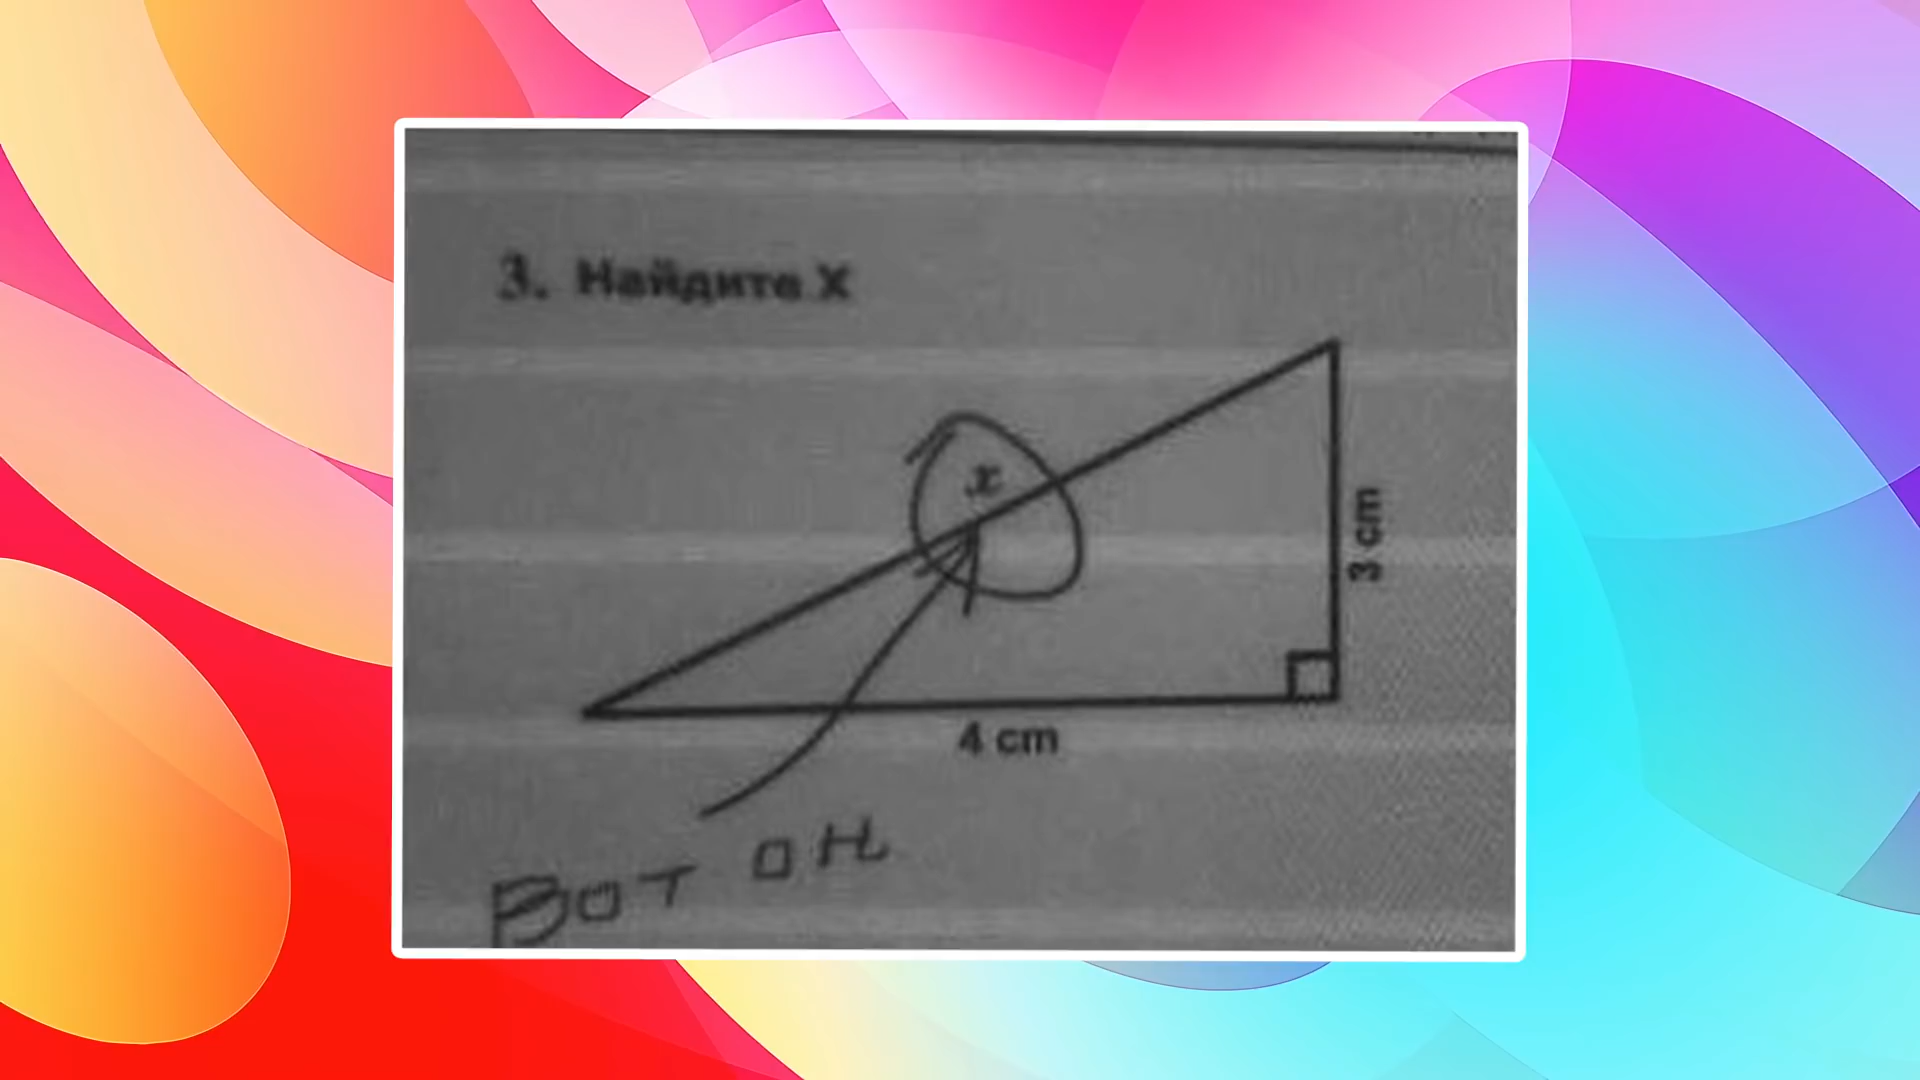 3. Найдите X
x
3 cm
4 cm
Вот он